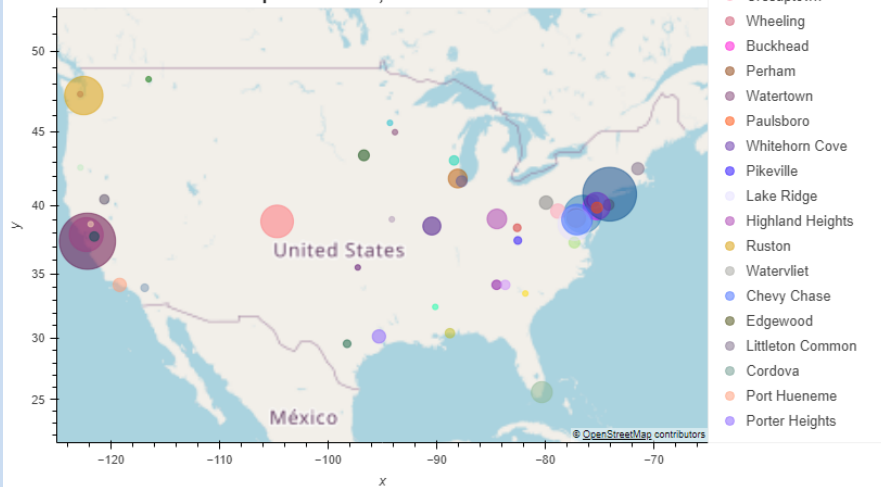 Wheeling
Buckhead
Perham
Watertown
Paulsboro
Whitehorn Cove
Pikeville
Lake Ridge
Highland Heights
Ruston
Watervliet
Chevy Chase
Edgewood
Littleton Common
Cordova
Port Hueneme
Porter Heights
50
45
40
35
30
25
y
United States
México
© OpenStreetMap contributors
−120
−110
−100
−90
−80
−70
x